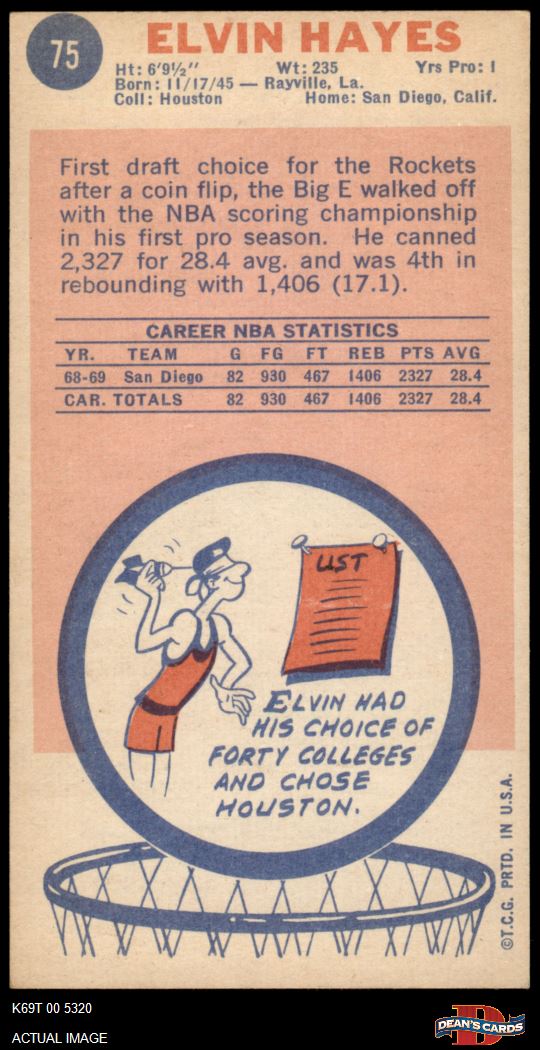 75
ELVIN HAYES
Ht: 6'9½" Wt: 235 Yrs Pro: 1
Born: 11/17/45 — Rayville, La.
Coll: Houston Home: San Diego, Calif.
First draft choice for the Rockets
after a coin flip, the Big E walked off
with the NBA scoring championship
in his first pro season. He canned
2,327 for 28.4 avg. and was 4th in
rebounding with 1,406 (17.1).
CAREER NBA STATISTICS
YR. TEAM G FG FT REB PTS AVG
68-69 San Diego 82 930 467 1406 2327 28.4
CAR. TOTALS 82 930 467 1406 2327 28.4
LIST
ELVIN HAD
HIS CHOICE OF
FORTY COLLEGES
AND CHOSE
HOUSTON.
©T.C.G. PRTD. IN U.S.A.
K69T 00 5320
ACTUAL IMAGE
D
DEAN'S CARDS